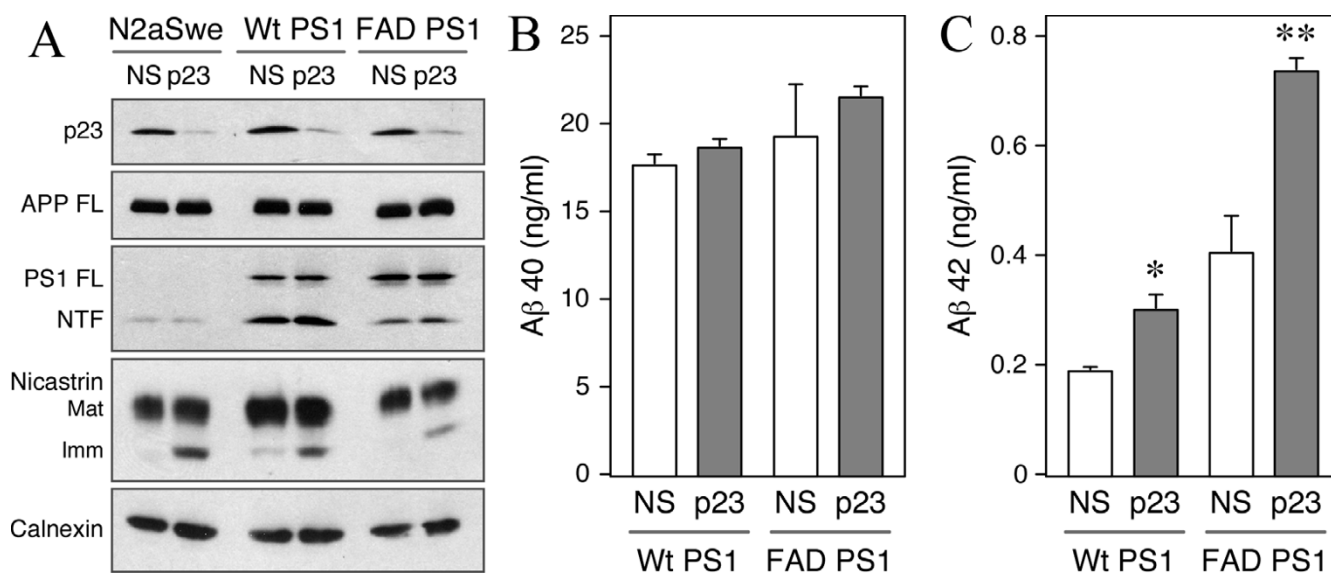 A
N2aSwe Wt PS1 FAD PS1
NS p23 NS p23 NS p23
p23
APP FL
PS1 FL
NTF
Nicastrin
Mat
Imm
Calnexin
B
Aβ 40 (ng/ml)
25
20
15
10
5
0
NS p23 NS p23
Wt PS1 FAD PS1
C
Aβ 42 (ng/ml)
0.8
0.6
0.4
0.2
0
**
*
NS p23 NS p23
Wt PS1 FAD PS1